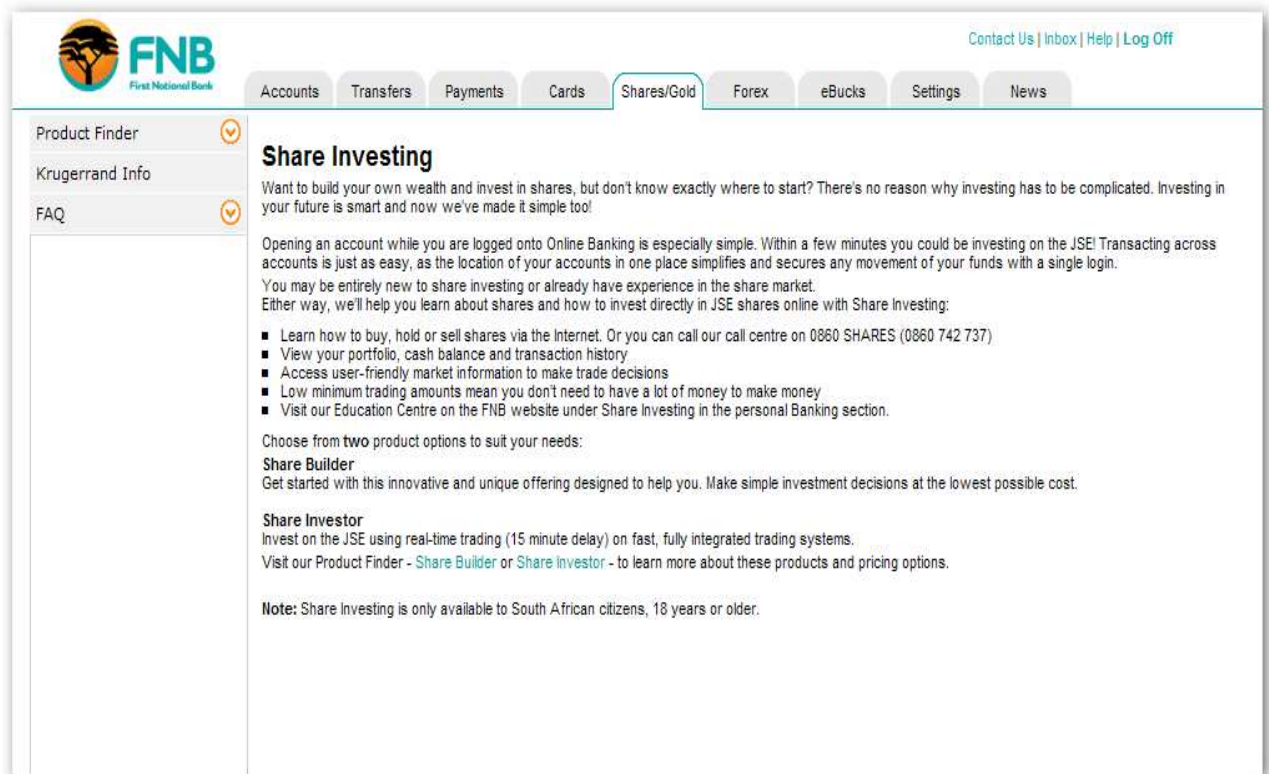 FNB
First National Bank
Contact Us | Inbox | Help | Log Off
Accounts Transfers Payments Cards Shares/Gold Forex eBucks Settings News
Product Finder
Krugerrand Info
FAQ
Share Investing
Want to build your own wealth and invest in shares, but don't know exactly where to start? There's no reason why investing has to be complicated. Investing in
your future is smart and now we've made it simple too!
Opening an account while you are logged onto Online Banking is especially simple. Within a few minutes you could be investing on the JSE! Transacting across
accounts is just as easy, as the location of your accounts in one place simplifies and secures any movement of your funds with a single login.
You may be entirely new to share investing or already have experience in the share market.
Either way, we'll help you learn about shares and how to invest directly in JSE shares online with Share Investing:
■ Learn how to buy, hold or sell shares via the Internet. Or you can call our call centre on 0860 SHARES (0860 742 737)
■ View your portfolio, cash balance and transaction history
■ Access user-friendly market information to make trade decisions
■ Low minimum trading amounts mean you don't need to have a lot of money to make money
■ Visit our Education Centre on the FNB website under Share Investing in the personal Banking section.
Choose from two product options to suit your needs:
Share Builder
Get started with this innovative and unique offering designed to help you. Make simple investment decisions at the lowest possible cost.
Share Investor
Invest on the JSE using real-time trading (15 minute delay) on fast, fully integrated trading systems.
Visit our Product Finder - Share Builder or Share Investor - to learn more about these products and pricing options.
Note: Share Investing is only available to South African citizens, 18 years or older.